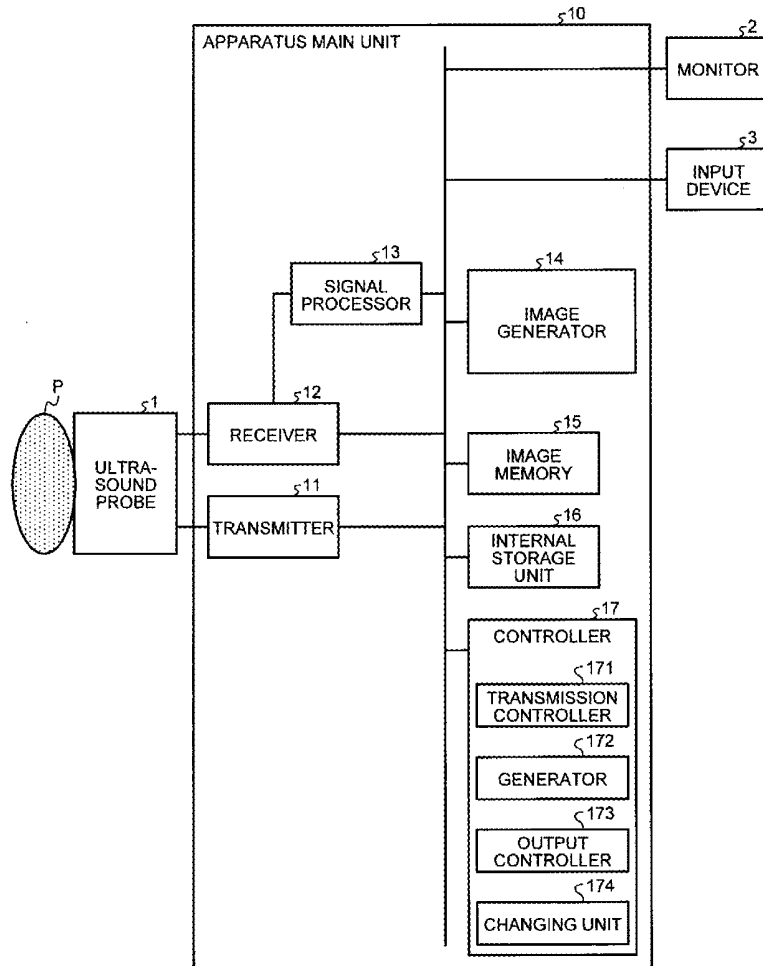 10
APPARATUS MAIN UNIT
2
MONITOR
3
INPUT
DEVICE
13
SIGNAL
PROCESSOR
14
IMAGE
GENERATOR
P
1
ULTRA-
SOUND
PROBE
12
RECEIVER
15
IMAGE
MEMORY
11
TRANSMITTER
16
INTERNAL
STORAGE
UNIT
17
CONTROLLER
171
TRANSMISSION
CONTROLLER
172
GENERATOR
173
OUTPUT
CONTROLLER
174
CHANGING UNIT